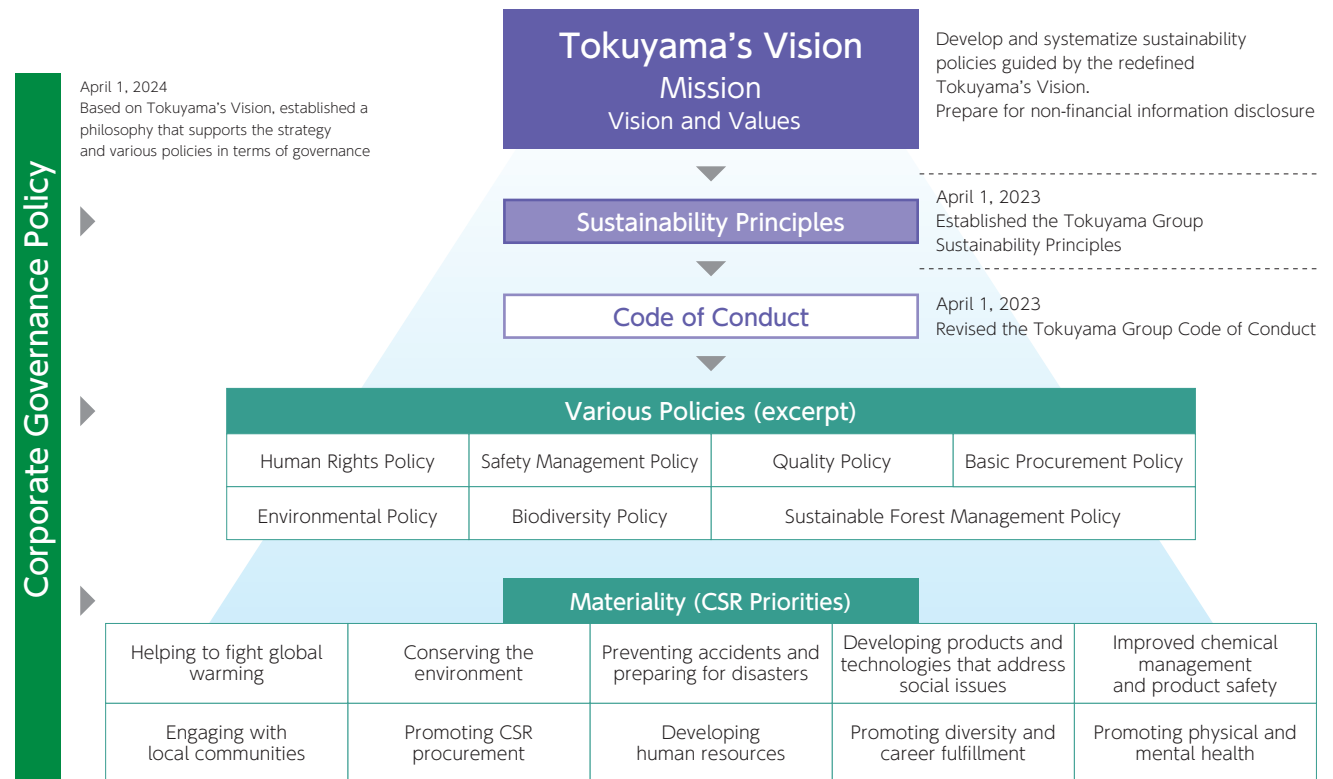 Tokuyama's Vision
Mission
Vision and Values
Develop and systematize sustainability
policies guided by the redefined
Tokuyama's Vision.
Prepare for non-financial information disclosure
Corporate Governance Policy
April 1, 2024
Based on Tokuyama's Vision, established a
philosophy that supports the strategy
and various policies in terms of governance
Sustainability Principles
April 1, 2023
Established the Tokuyama Group
Sustainability Principles
Code of Conduct
April 1, 2023
Revised the Tokuyama Group Code of Conduct
Various Policies (excerpt)
Human Rights Policy
Safety Management Policy
Quality Policy
Basic Procurement Policy
Environmental Policy
Biodiversity Policy
Sustainable Forest Management Policy
Materiality (CSR Priorities)
Helping to fight global
warming
Conserving the
environment
Preventing accidents and
preparing for disasters
Developing products and
technologies that address
social issues
Improved chemical
management
and product safety
Engaging with
local communities
Promoting CSR
procurement
Developing
human resources
Promoting diversity and
career fulfillment
Promoting physical and
mental health